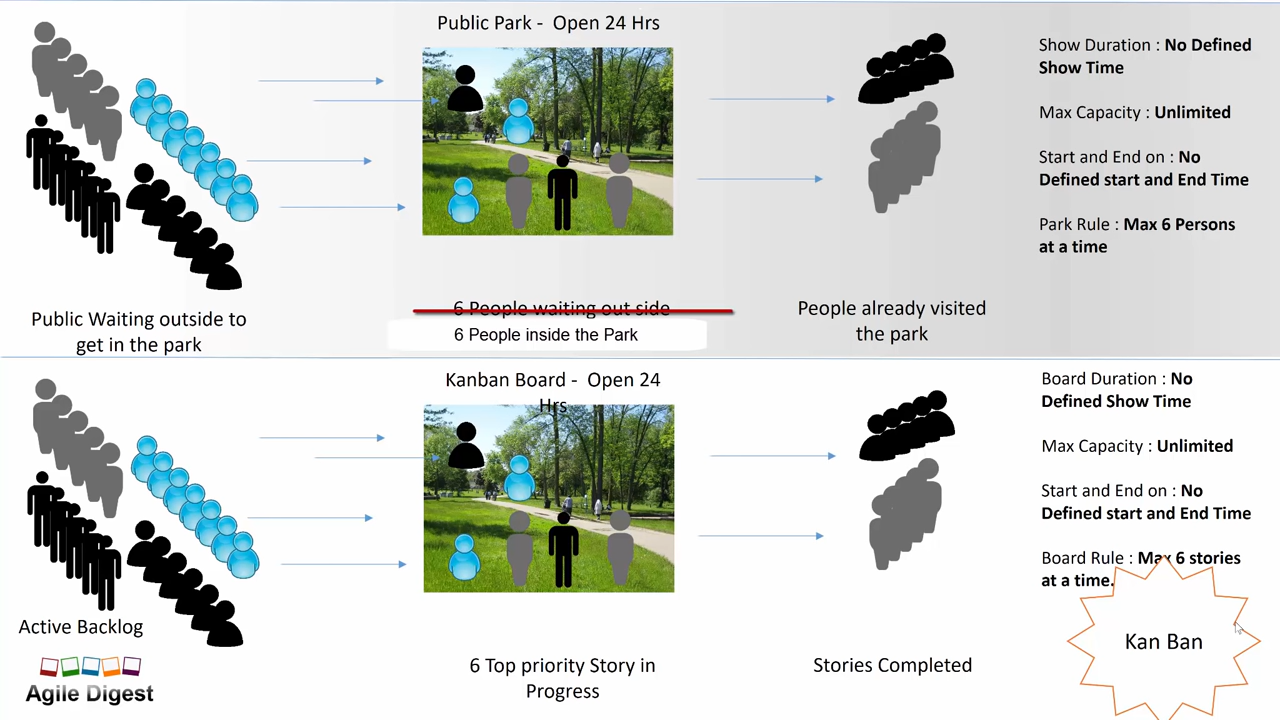 Public Park - Open 24 Hrs
Show Duration : No Defined
Show Time
Max Capacity : Unlimited
Start and End on : No
Defined start and End Time
Park Rule : Max 6 Persons
at a time
Public Waiting outside to
get in the park
6 People waiting out side
6 People inside the Park
People already visited
the park
Kanban Board - Open 24
Hrs
Board Duration : No
Defined Show Time
Max Capacity : Unlimited
Start and End on : No
Defined start and End Time
Board Rule : Max 6 stories
at a time.
Active Backlog
Agile Digest
6 Top priority Story in
Progress
Stories Completed
Kan Ban